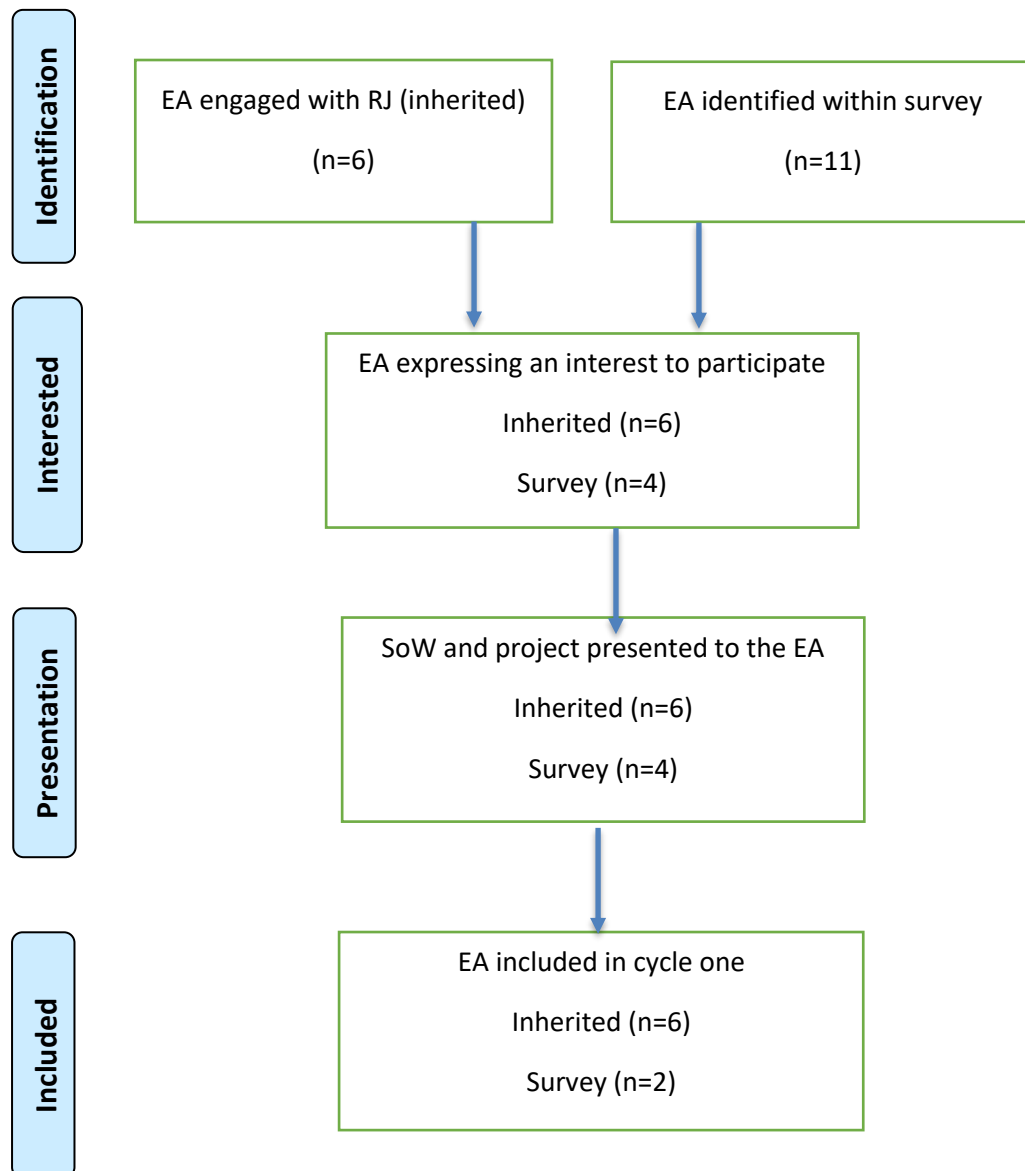 Identification
EA engaged with RJ (inherited)
(n=6)
EA identified within survey
(n=11)
Interested
EA expressing an interest to participate
Inherited (n=6)
Survey (n=4)
Presentation
SoW and project presented to the EA
Inherited (n=6)
Survey (n=4)
Included
EA included in cycle one
Inherited (n=6)
Survey (n=2)